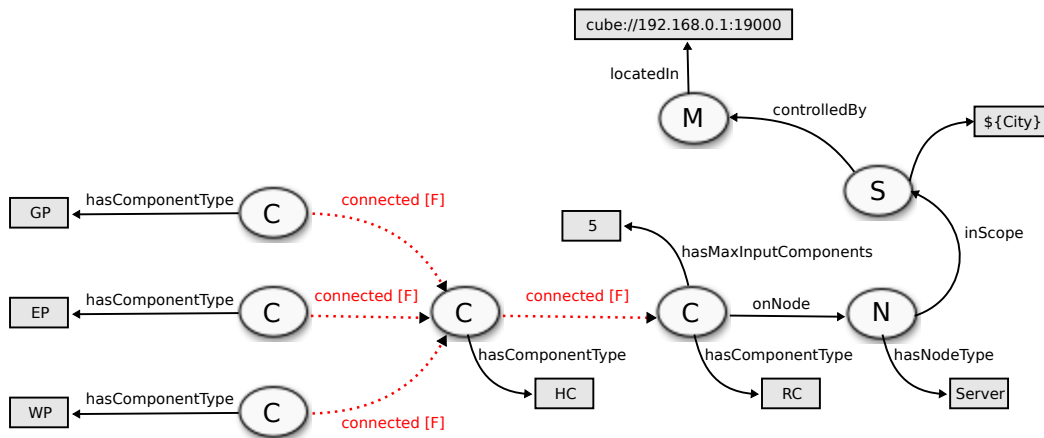 cube://192.168.0.1:19000
locatedIn
M
controlledBy
${City}
S
hasComponentType
GP
C
connected [F]
5
hasMaxInputComponents
inScope
hasComponentType
EP
C
connected [F]
C
connected [F]
C
onNode
N
hasComponentType
HC
hasComponentType
RC
hasNodeType
Server
hasComponentType
WP
C
connected [F]